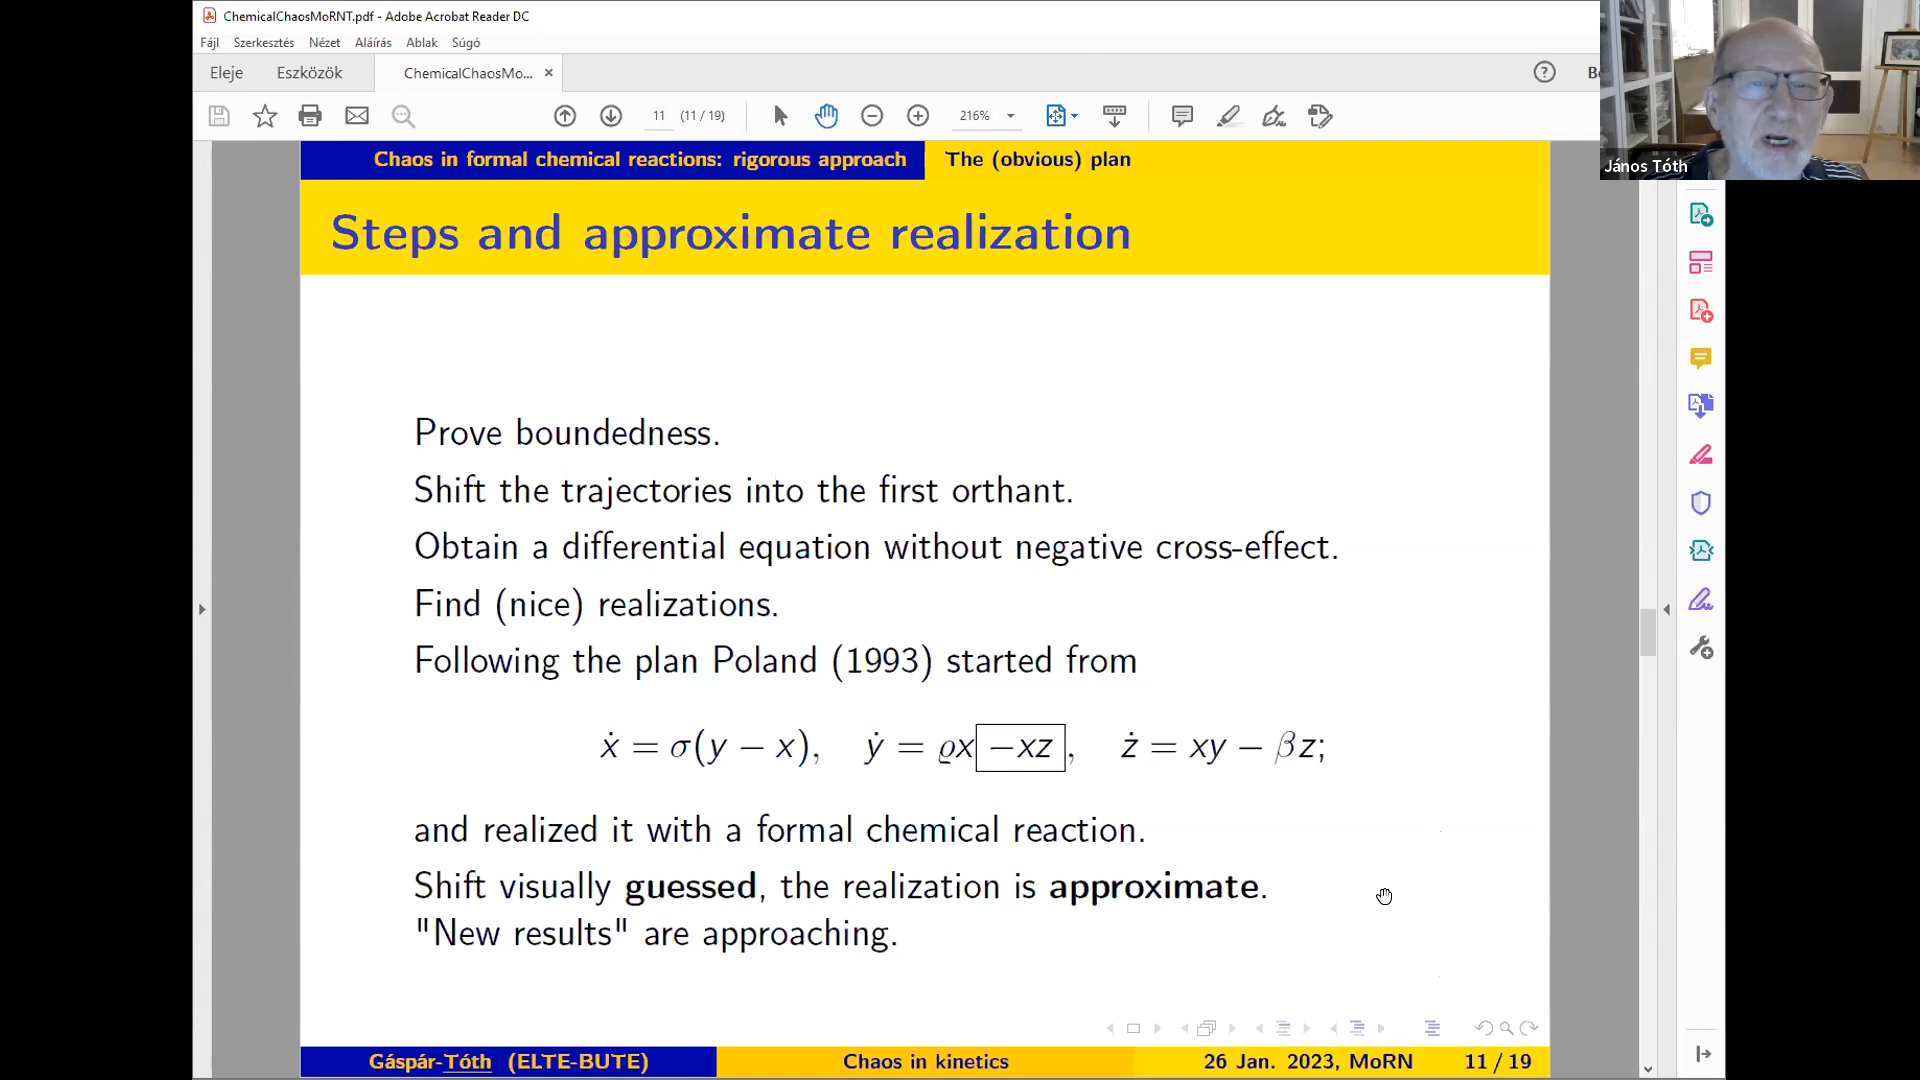 ChemicalChaosMoRNT.pdf - Adobe Acrobat Reader DC
Fájl Szerkesztés Nézet Aláírás Ablak Súgó
Eleje Eszközök ChemicalChaosMo... ×
11 (11 / 19) 216%
János Tóth
Chaos in formal chemical reactions: rigorous approach The (obvious) plan
Steps and approximate realization
Prove boundedness.
Shift the trajectories into the first orthant.
Obtain a differential equation without negative cross-effect.
Find (nice) realizations.
Following the plan Poland (1993) started from
ẋ = σ(y − x), ẏ = ϱx −xz , ż = xy − βz;
and realized it with a formal chemical reaction.
Shift visually guessed, the realization is approximate.
"New results" are approaching.
Gáspár-Tóth (ELTE-BUTE) Chaos in kinetics 26 Jan. 2023, MoRN 11 / 19